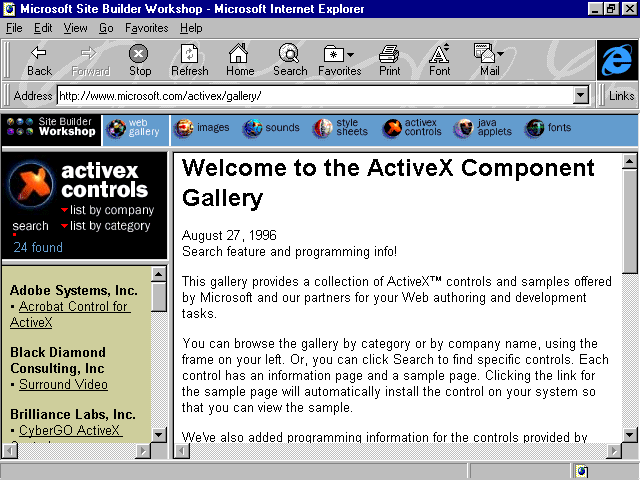 Microsoft Site Builder Workshop - Microsoft Internet Explorer
File Edit View Go Favorites Help
Back Forward Stop Refresh Home Search Favorites Print Font Mail
Address http://www.microsoft.com/activex/gallery/ Links
Site Builder
Workshop
web
gallery
images
sounds
style
sheets
activex
controls
java
applets
fonts
activex
controls
list by company
search
list by category
24 found
Adobe Systems, Inc.
• Acrobat Control for
ActiveX
Black Diamond
Consulting, Inc
• Surround Video
Brilliance Labs, Inc.
• CyberGO ActiveX
Welcome to the ActiveX Component
Gallery
August 27, 1996
Search feature and programming info!
This gallery provides a collection of ActiveX™ controls and samples offered
by Microsoft and our partners for your Web authoring and development
tasks.
You can browse the gallery by category or by company name, using the
frame on your left. Or, you can click Search to find specific controls. Each
control has an information page and a sample page. Clicking the link for
the sample page will automatically install the control on your system so
that you can view the sample.
We've also added programming information for the controls provided by